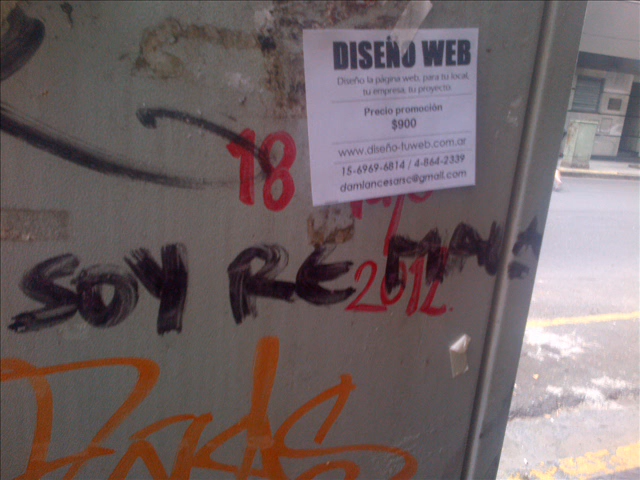 DISEÑO WEB
Diseño la página web, para tu local,
tu empresa, tu proyecto
Precio promoción
$900
www.diseño-tuweb.com.ar
15-6969-6814 / 4-864-2339
damiancesarsc@gmail.com
18
SOY RE MALA
2012